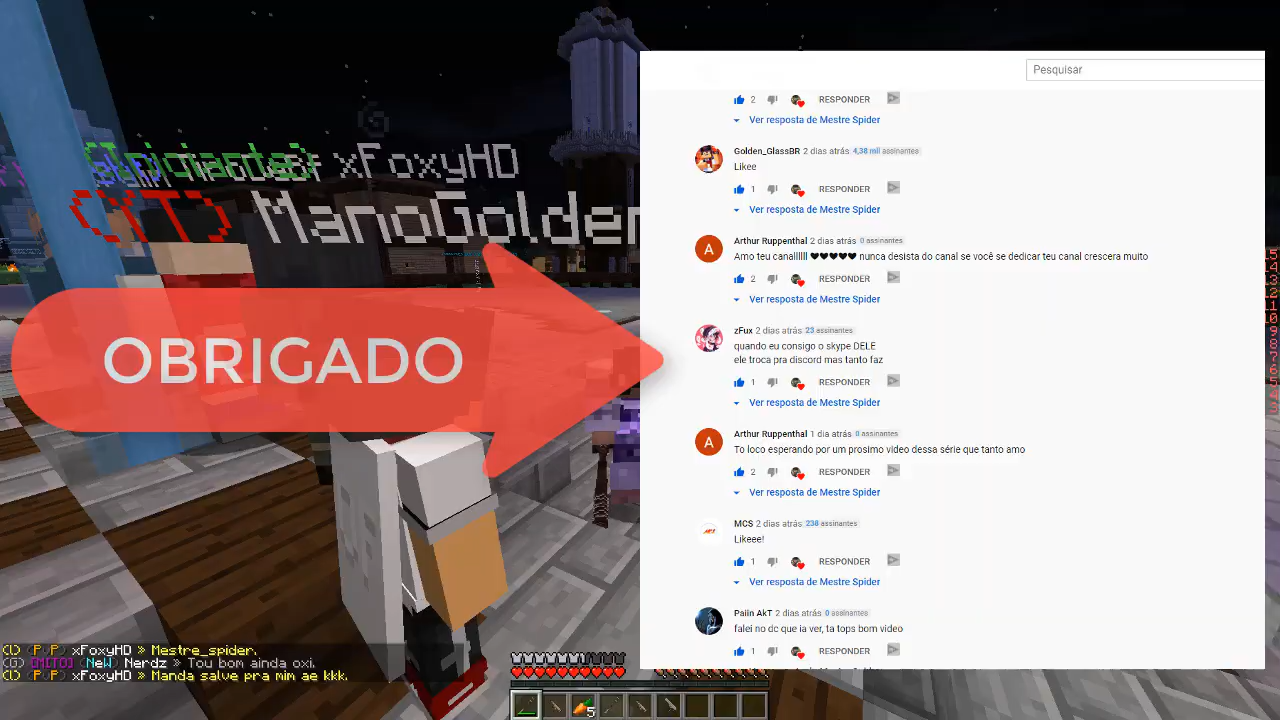 (Iniciante) xFoxyHD
(YT) ManoGolden
OBRIGADO
Pesquisar
2 RESPONDER
Ver resposta de Mestre Spider
Golden_GlassBR 2 dias atrás 4,38 mil assinantes
Likee
1 RESPONDER
Ver resposta de Mestre Spider
Arthur Ruppenthal 2 dias atrás 0 assinantes
Amo teu canallllll ♥♥♥♥♥ nunca desista do canal se você se dedicar teu canal crescera muito
2 RESPONDER
Ver resposta de Mestre Spider
zFux 2 dias atrás 23 assinantes
quando eu consigo o skype DELE
ele troca pra discord mas tanto faz
1 RESPONDER
Ver resposta de Mestre Spider
A Arthur Ruppenthal 1 dia atrás 0 assinantes
To loco esperando por um prosimo video dessa série que tanto amo
2 RESPONDER
Ver resposta de Mestre Spider
MCS 2 dias atrás 238 assinantes
Likeee!
1 RESPONDER
Ver resposta de Mestre Spider
Paiin AkT 2 dias atrás 0 assinantes
falei no dc que ia ver, ta tops bom video
1 RESPONDER
(l) (P P) xFoxyHD » Mestre_spider.
(G) [MITO] (NeW) Nerdz » Tou bom ainda oxi.
(l) (P P) xFoxyHD » Manda salve pra mim ae kkk.
5